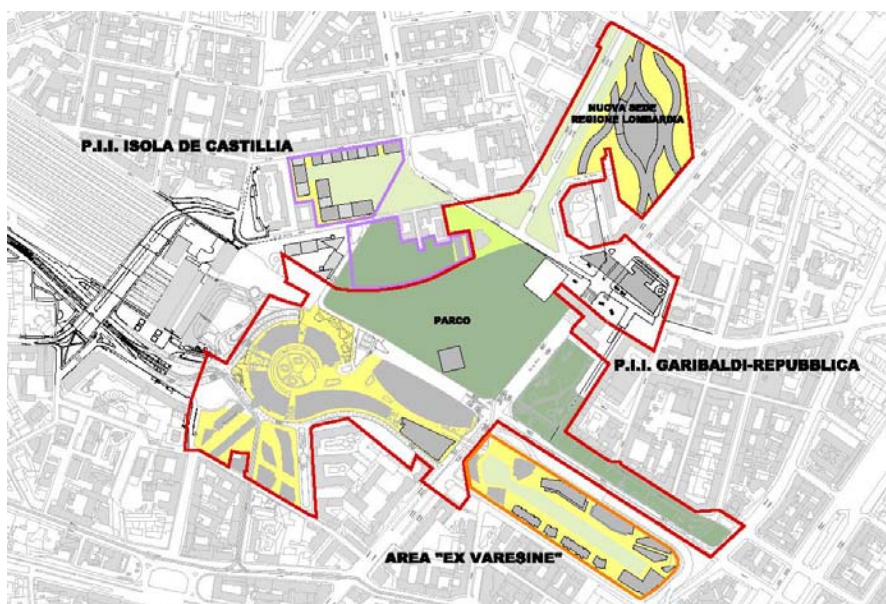 NUOVA SEDE
REGIONE LOMBARDIA
P.I.I. ISOLA DE CASTILLIA
PARCO
P.I.I. GARIBALDI-REPUBBLICA
AREA "EX VARESINE"